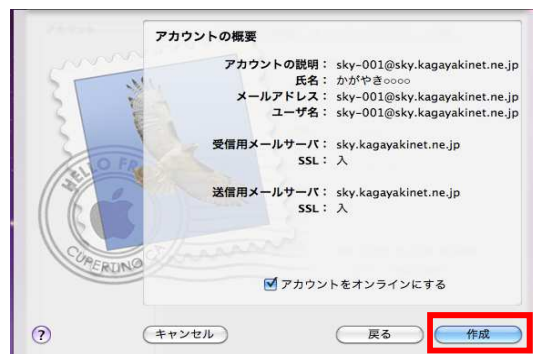 アカウントの概要
アカウントの説明： sky-001@sky.kagayakinet.ne.jp
氏名： かがやき○○○○
メールアドレス： sky-001@sky.kagayakinet.ne.jp
ユーザ名： sky-001@sky.kagayakinet.ne.jp
受信用メールサーバ： sky.kagayakinet.ne.jp
SSL： 入
送信用メールサーバ： sky.kagayakinet.ne.jp
SSL： 入
HELLO FR
CUPERTINO CA
アカウントをオンラインにする
? キャンセル 戻る 作成